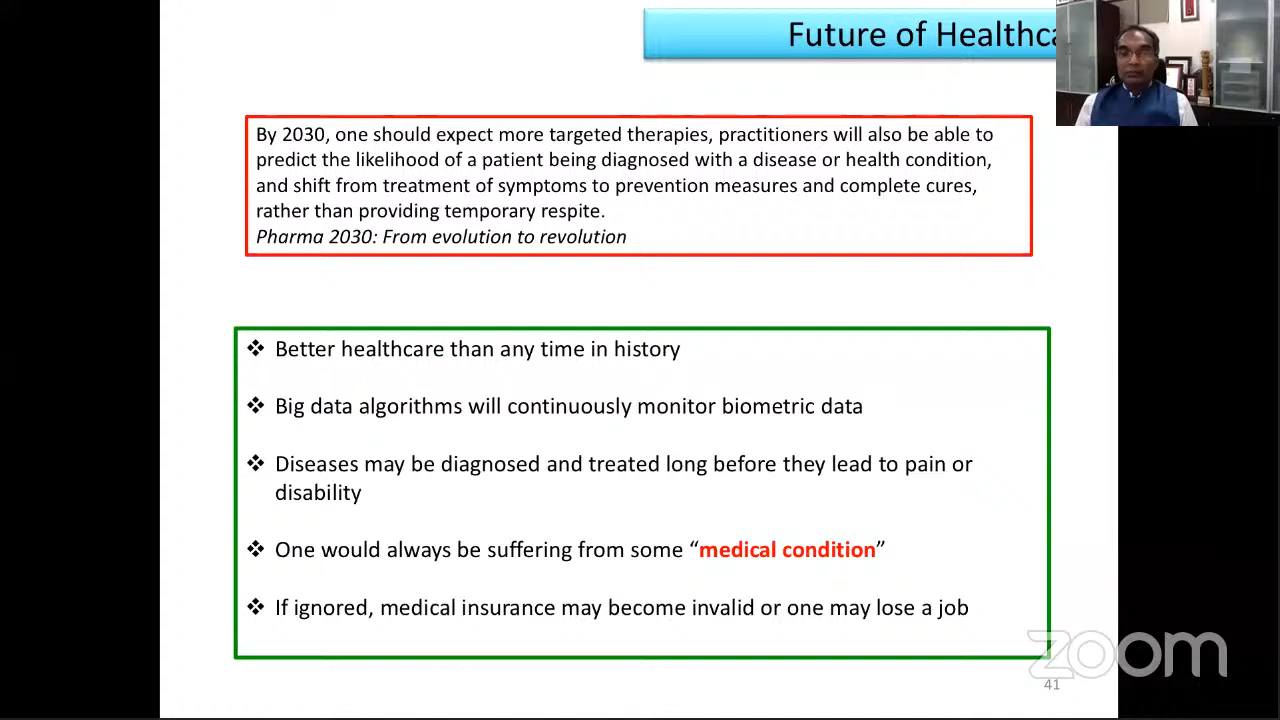 Future of Healthca
By 2030, one should expect more targeted therapies, practitioners will also be able to
predict the likelihood of a patient being diagnosed with a disease or health condition,
and shift from treatment of symptoms to prevention measures and complete cures,
rather than providing temporary respite.
Pharma 2030: From evolution to revolution
❖ Better healthcare than any time in history
❖ Big data algorithms will continuously monitor biometric data
❖ Diseases may be diagnosed and treated long before they lead to pain or
disability
❖ One would always be suffering from some “medical condition”
❖ If ignored, medical insurance may become invalid or one may lose a job
zoom
41